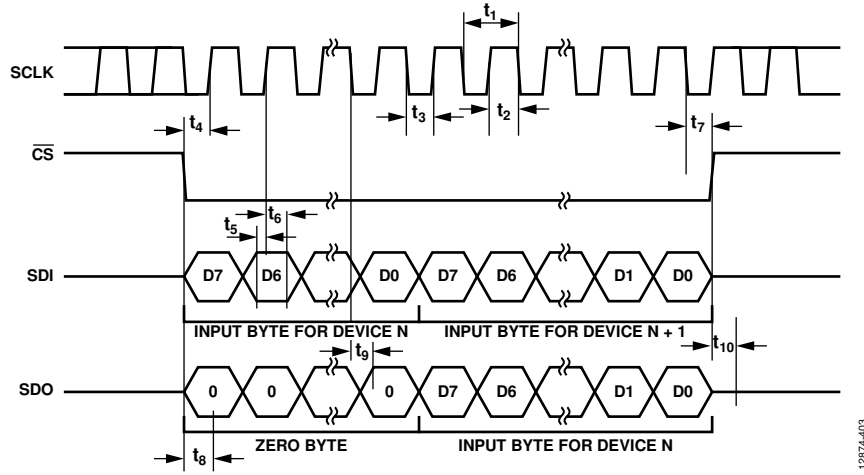 t1
SCLK
t4
t3
t2
t7
CS
t6
t5
SDI
D7
D6
D0
D7
D6
D1
D0
INPUT BYTE FOR DEVICE N
INPUT BYTE FOR DEVICE N + 1
t9
t10
SDO
0
0
0
D7
D6
D1
D0
ZERO BYTE
INPUT BYTE FOR DEVICE N
t8
12874-403